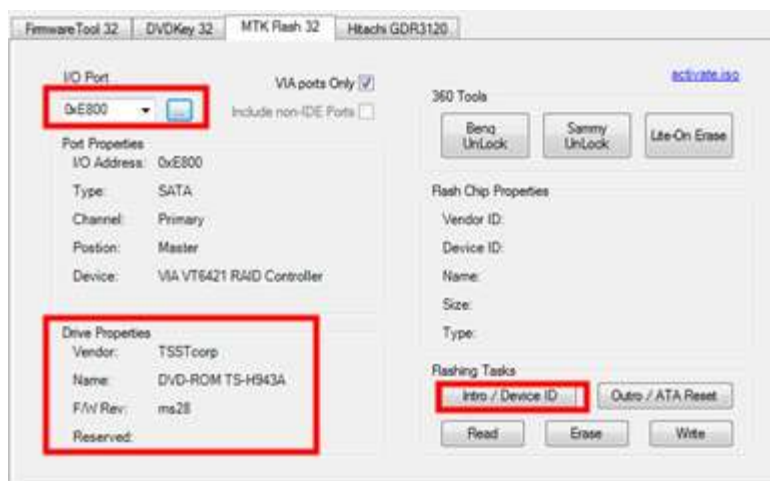 FirmwareTool 32 DVDKey 32 MTK Flash 32 Hitachi GDR3120
I/O Port
VIA ports Only
0xE800 ...
Include non-IDE Ports
Port Properties
I/O Address: 0xE800
Type: SATA
Channel: Primary
Postion: Master
Device: VIA VT6421 RAID Controller
Drive Properties
Vendor: TSSTcorp
Name: DVD-ROM TS-H943A
F/W Rev: ms28
Reserved:
activate.iso
360 Tools
Benq UnLock
Sammy UnLock
Lite-On Erase
Flash Chip Properties
Vendor ID:
Device ID:
Name:
Size:
Type:
Flashing Tasks
Intro / Device ID Outro / ATA Reset
Read Erase Write